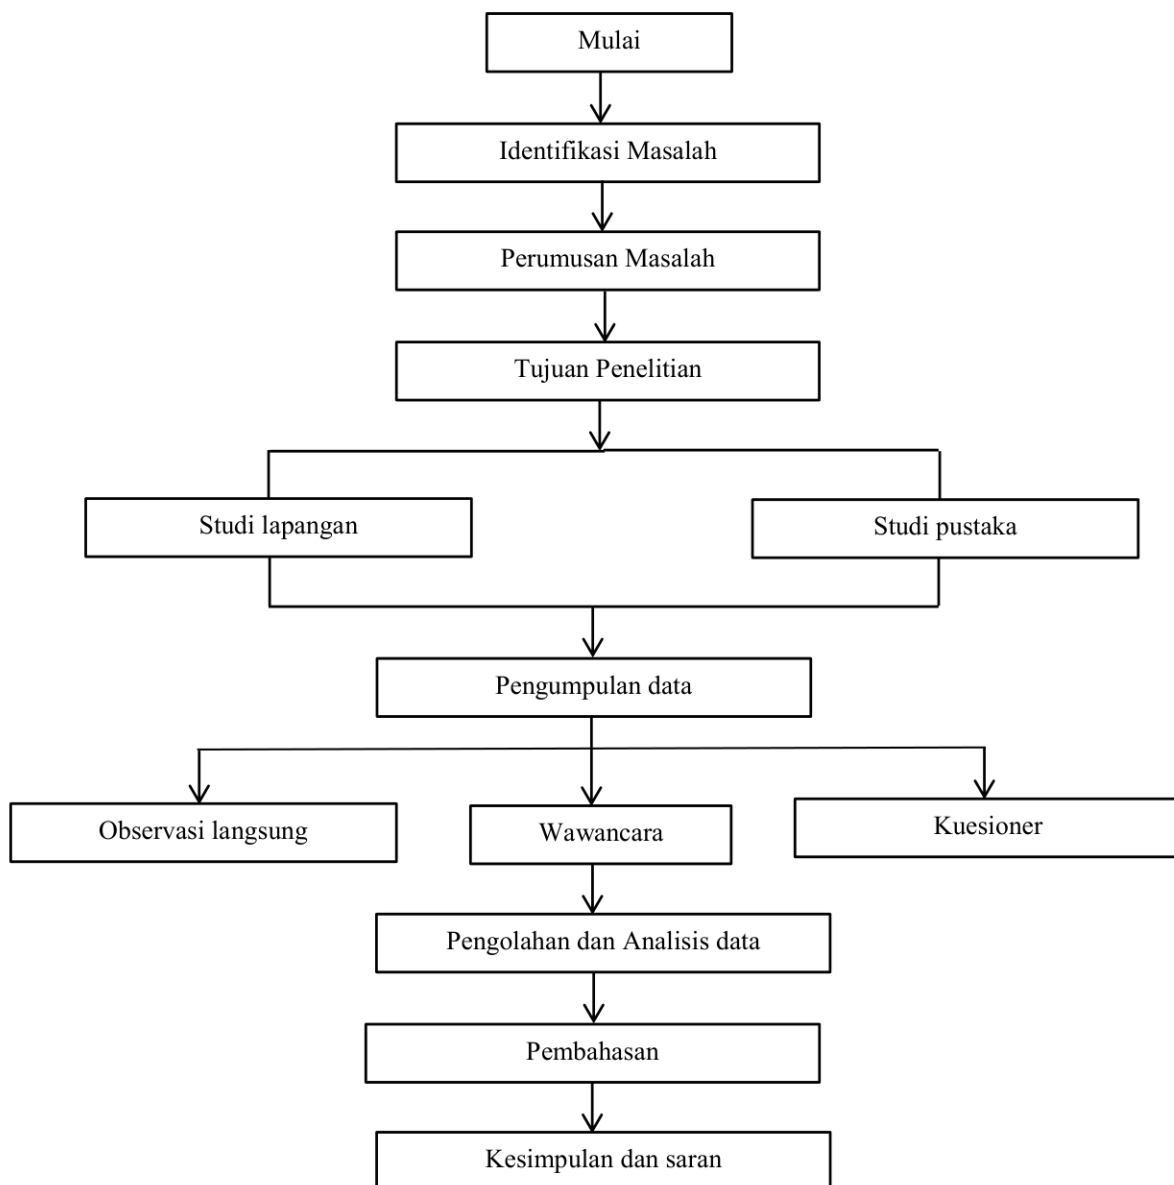 Mulai
Identifikasi Masalah
Perumusan Masalah
Tujuan Penelitian
Studi lapangan
Studi pustaka
Pengumpulan data
Observasi langsung
Wawancara
Kuesioner
Pengolahan dan Analisis data
Pembahasan
Kesimpulan dan saran